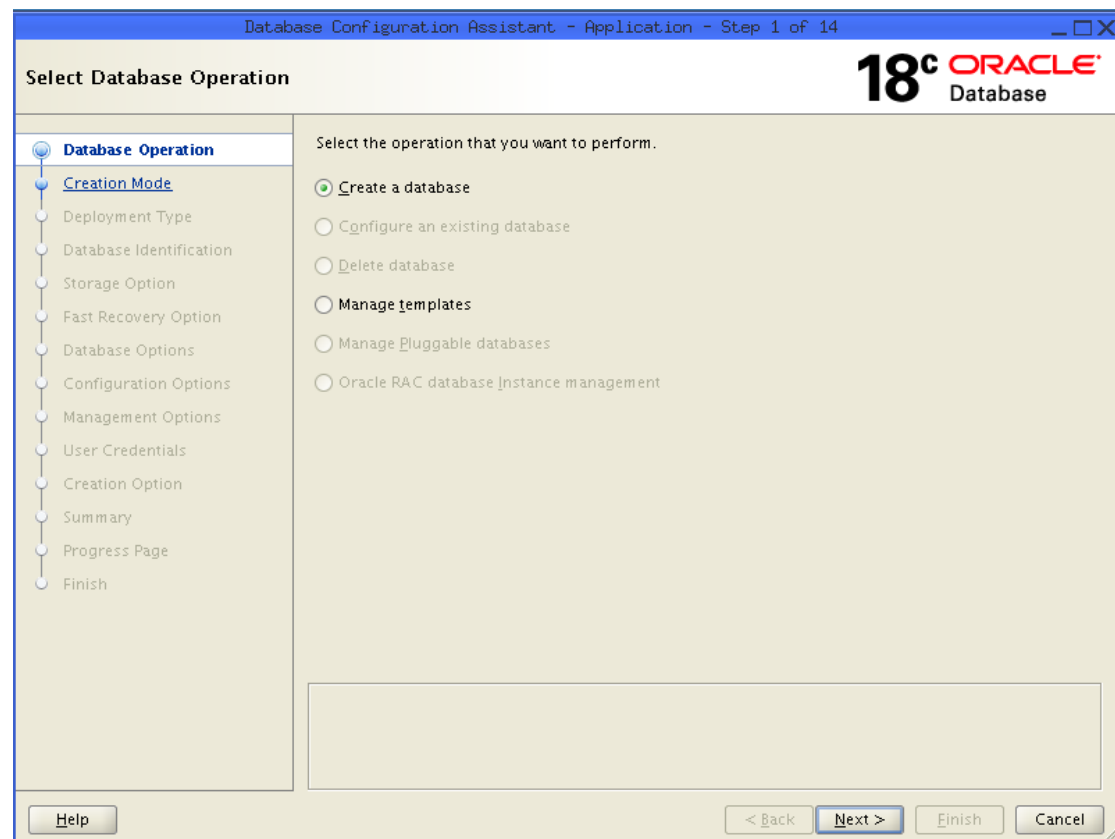 Database Configuration Assistant - Application - Step 1 of 14
Select Database Operation
18c ORACLE
Database
Database Operation
Creation Mode
Deployment Type
Database Identification
Storage Option
Fast Recovery Option
Database Options
Configuration Options
Management Options
User Credentials
Creation Option
Summary
Progress Page
Finish
Select the operation that you want to perform.
Create a database
Configure an existing database
Delete database
Manage templates
Manage Pluggable databases
Oracle RAC database Instance management
Help
< Back
Next >
Finish
Cancel